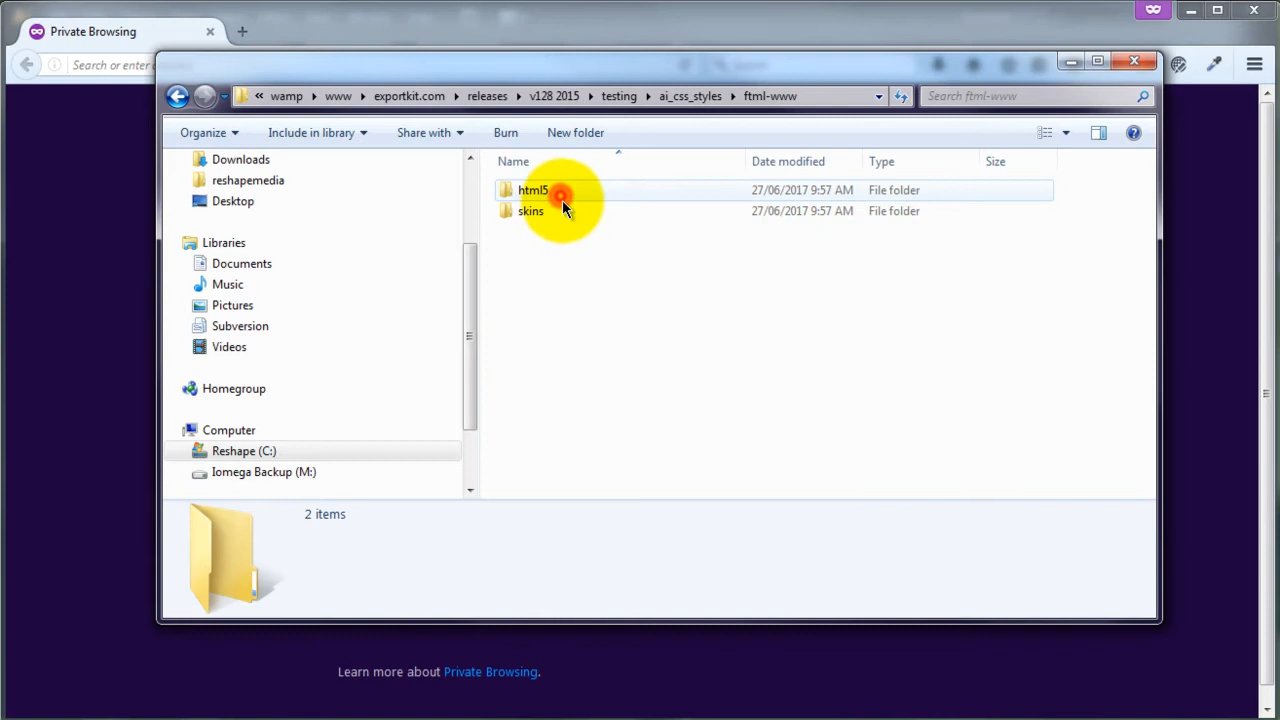 Private Browsing
Search or enter
« wamp www exportkit.com releases v128 2015 testing ai_css_styles ftml-www
Search ftml-www
Organize Include in library Share with Burn New folder
Name Date modified Type Size
html5 27/06/2017 9:57 AM File folder
skins 27/06/2017 9:57 AM File folder
Downloads
reshapemedia
Desktop
Libraries
Documents
Music
Pictures
Subversion
Videos
Homegroup
Computer
Reshape (C:)
Iomega Backup (M:)
2 items
Learn more about Private Browsing.